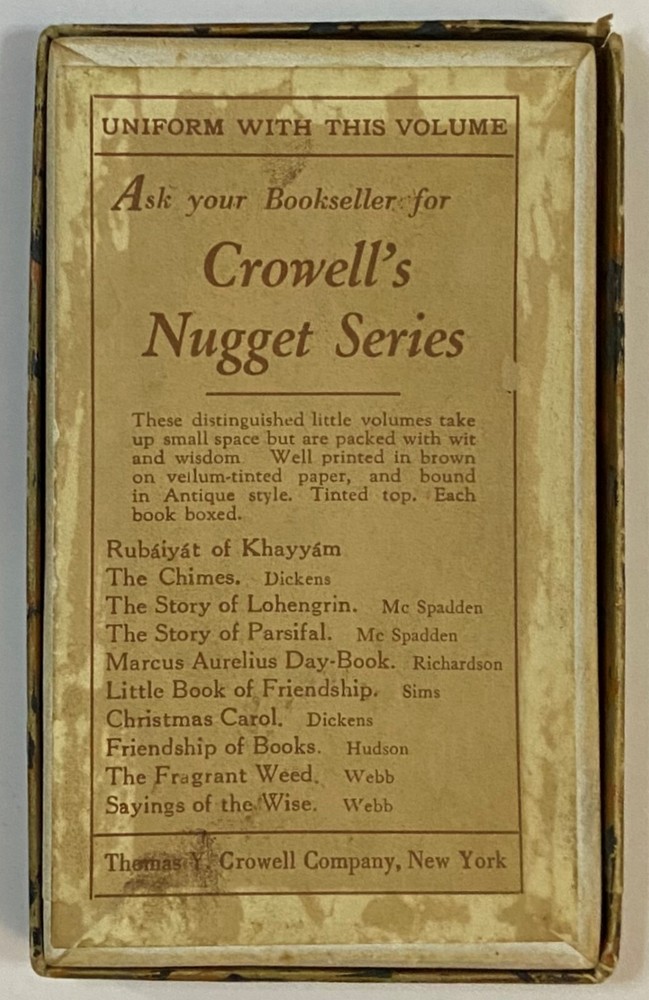 UNIFORM WITH THIS VOLUME
Ask your Bookseller for
Crowell's
Nugget Series
These distinguished little volumes take
up small space but are packed with wit
and wisdom Well printed in brown
on vellum-tinted paper, and bound
in Antique style. Tinted top. Each
book boxed.
Rubáiyát of Khayyám
The Chimes. Dickens
The Story of Lohengrin. Mc Spadden
The Story of Parsifal. Mc Spadden
Marcus Aurelius Day-Book. Richardson
Little Book of Friendship. Sims
Christmas Carol. Dickens
Friendship of Books. Hudson
The Fragrant Weed. Webb
Sayings of the Wise. Webb
Thomas Y. Crowell Company, New York